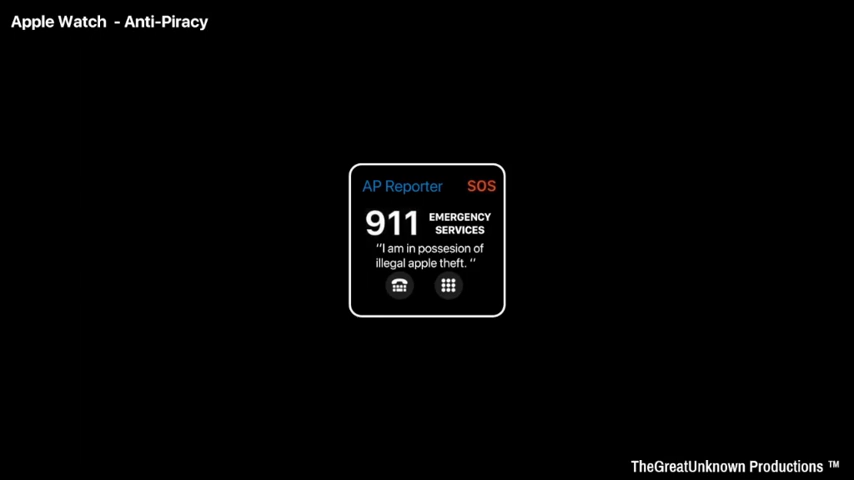 Apple Watch - Anti-Piracy
AP Reporter SOS
911 EMERGENCY
SERVICES
"I am in possesion of
illegal apple theft. "
TheGreatUnknown Productions ™